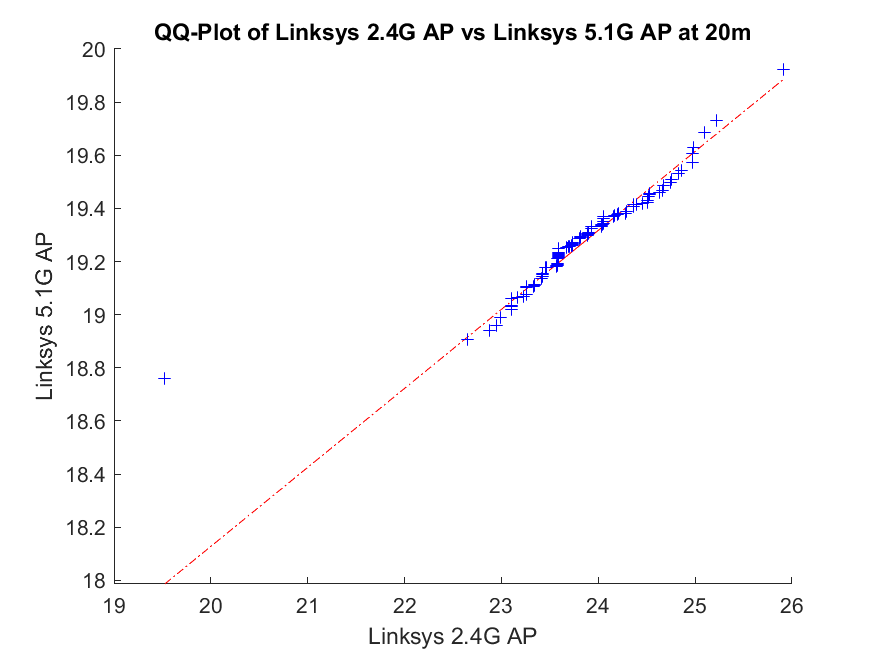 QQ-Plot of Linksys 2.4G AP vs Linksys 5.1G AP at 20m
20
19.8
19.6
19.4
19.2
19
18.8
18.6
18.4
18.2
18
Linksys 5.1G AP
19 20 21 22 23 24 25 26
Linksys 2.4G AP